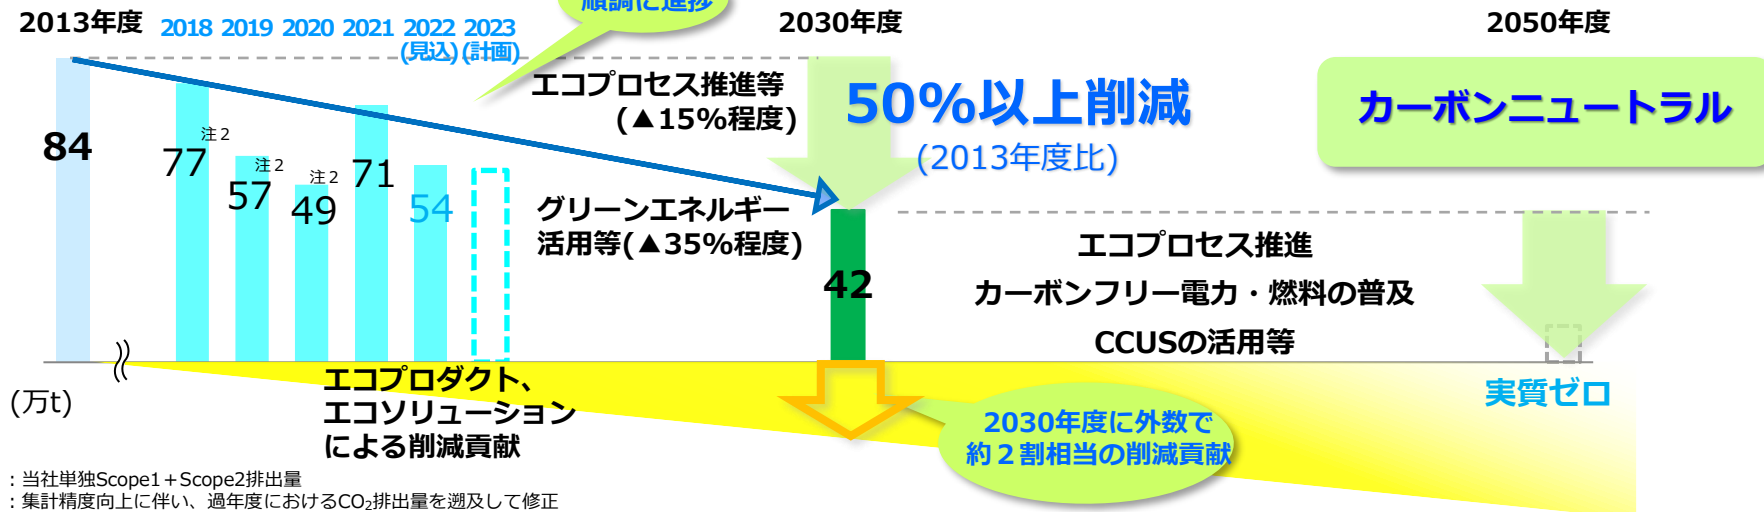 順調に進捗
2013年度
2018 2019 2020 2021 2022 2023
(見込) (計画)
2030年度
2050年度
エコプロセス推進等
(▲15%程度)
50%以上削減
(2013年度比)
カーボンニュートラル
84
77
注2
57
注2
49
注2
71
54
グリーンエネルギー
活用等(▲35%程度)
42
エコプロセス推進
カーボンフリー電力・燃料の普及
CCUSの活用等
(万t)
エコプロダクト、
エコソリューション
による削減貢献
2030年度に外数で
約2割相当の削減貢献
実質ゼロ
：当社単独Scope1+Scope2排出量
：集計精度向上に伴い、過年度におけるCO₂排出量を遡及して修正